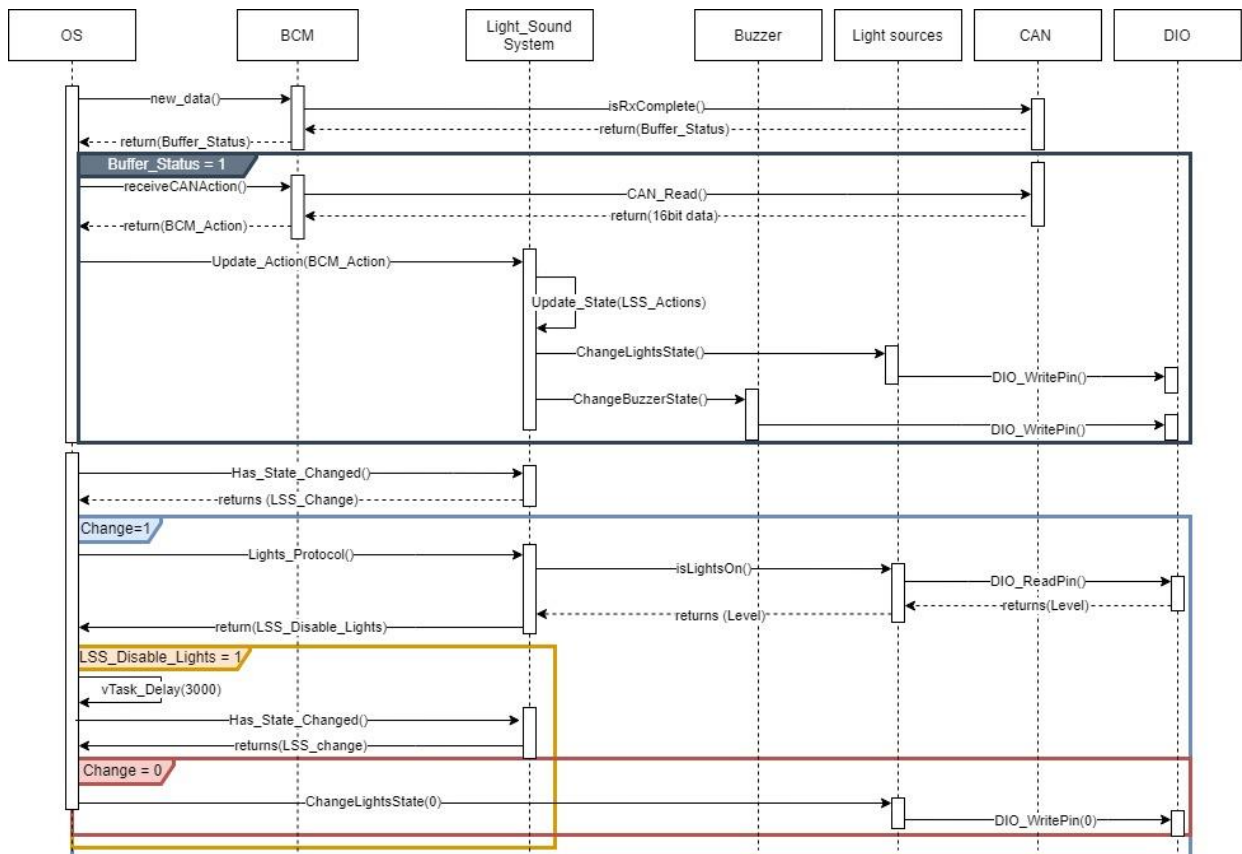 OS
BCM
Light_Sound
System
Buzzer
Light sources
CAN
DIO
new_data()
isRxComplete()
return(Buffer_Status)
return(Buffer_Status)
Buffer_Status = 1
receiveCANAction()
CAN_Read()
return(16bit data)
return(BCM_Action)
Update_Action(BCM_Action)
Update_State(LSS_Actions)
ChangeLightsState()
DIO_WritePin()
ChangeBuzzerState()
DIO_WritePin()
Has_State_Changed()
returns (LSS_Change)
Change=1
Lights_Protocol()
isLightsOn()
DIO_ReadPin()
returns(Level)
returns (Level)
return(LSS_Disable_Lights)
LSS_Disable_Lights = 1
vTask_Delay(3000)
Has_State_Changed()
returns(LSS_change)
Change = 0
ChangeLightsState(0)
DIO_WritePin(0)